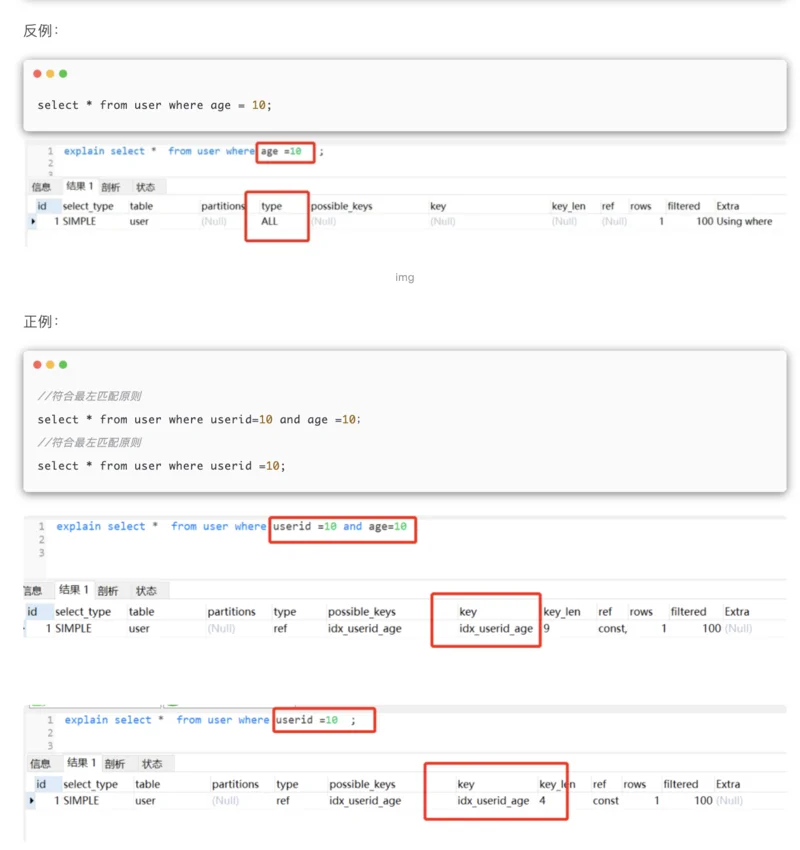 反例：
select * from user where age = 10;
1 explain select * from user where age =10 ;
2
3
信息 结果 1 剖析 状态
id select_type table partitions type possible_keys key key_len ref rows filtered Extra
1 SIMPLE user (Null) ALL (Null) (Null) (Null) (Null) 1 100 Using where
img
正例：
//符合最左匹配原则
select * from user where userid=10 and age =10;
//符合最左匹配原则
select * from user where userid =10;
1 explain select * from user where userid =10 and age=10
2
3
信息 结果 1 剖析 状态
id select_type table partitions type possible_keys key key_len ref rows filtered Extra
1 SIMPLE user (Null) ref idx_userid_age idx_userid_age 9 const, 1 100 (Null)
1 explain select * from user where userid =10 ;
2
3
信息 结果 1 剖析 状态
id select_type table partitions type possible_keys key key_len ref rows filtered Extra
1 SIMPLE user (Null) ref idx_userid_age idx_userid_age 4 const 1 100 (Null)